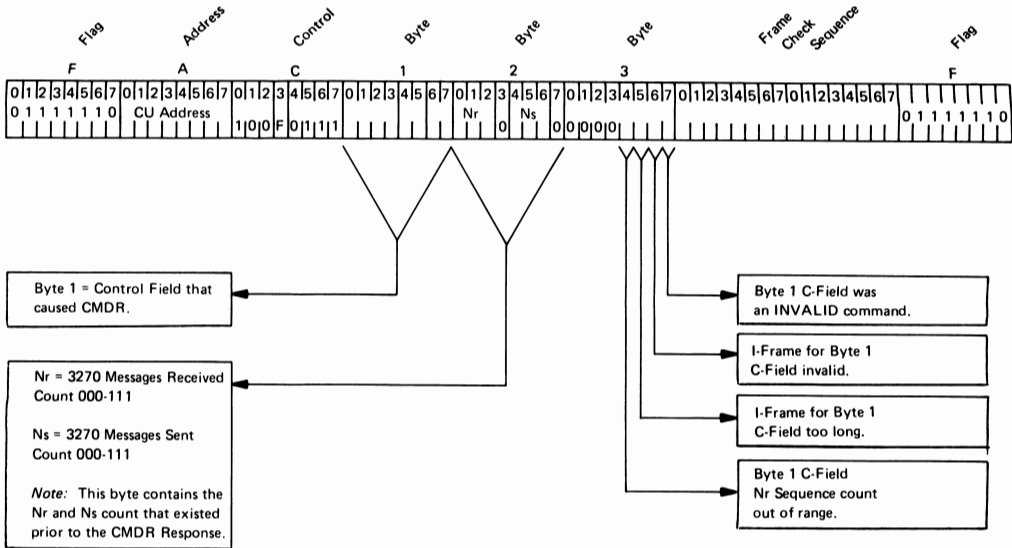 Flag Address Control Byte Byte Byte Frame Check Sequence Flag
F A C 1 2 3 F
0 1 2 3 4 5 6 7 0 1 2 3 4 5 6 7 0 1 2 3 4 5 6 7 0 1 2 3 4 5 6 7 0 1 2 3 4 5 6 7 0 1 2 3 4 5 6 7 0 1 2 3 4 5 6 7 0 1 2 3 4 5 6 7
0 1 1 1 1 1 1 0 CU Address Nr Ns 0 1 1 1 1 1 1 0
1 0 0 F 0 1 1 1 0 0 0 0 0 0
Byte 1 = Control Field that
caused CMDR.
Nr = 3270 Messages Received
Count 000-111
Ns = 3270 Messages Sent
Count 000-111
Note: This byte contains the
Nr and Ns count that existed
prior to the CMDR Response.
Byte 1 C-Field was
an INVALID command.
I-Frame for Byte 1
C-Field invalid.
I-Frame for Byte 1
C-Field too long.
Byte 1 C-Field
Nr Sequence count
out of range.